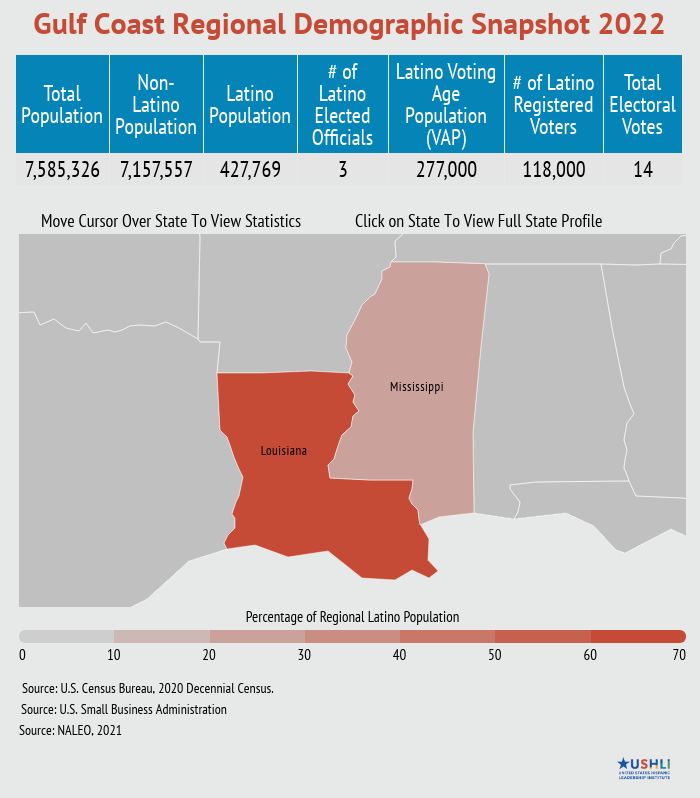 Gulf Coast Regional Demographic Snapshot 2022
Total
Population
Non-
Latino
Population
Latino
Population
# of
Latino
Elected
Officials
Latino Voting
Age
Population
(VAP)
# of Latino
Registered
Voters
Total
Electoral
Votes
7,585,326 7,157,557 427,769 3 277,000 118,000 14
Move Cursor Over State To View Statistics Click on State To View Full State Profile
Mississippi
Louisiana
Percentage of Regional Latino Population
0 10 20 30 40 50 60 70
Source: U.S. Census Bureau, 2020 Decennial Census.
Source: U.S. Small Business Administration
Source: NALEO, 2021
USHLI
UNITED STATES HISPANIC
LEADERSHIP INSTITUTE